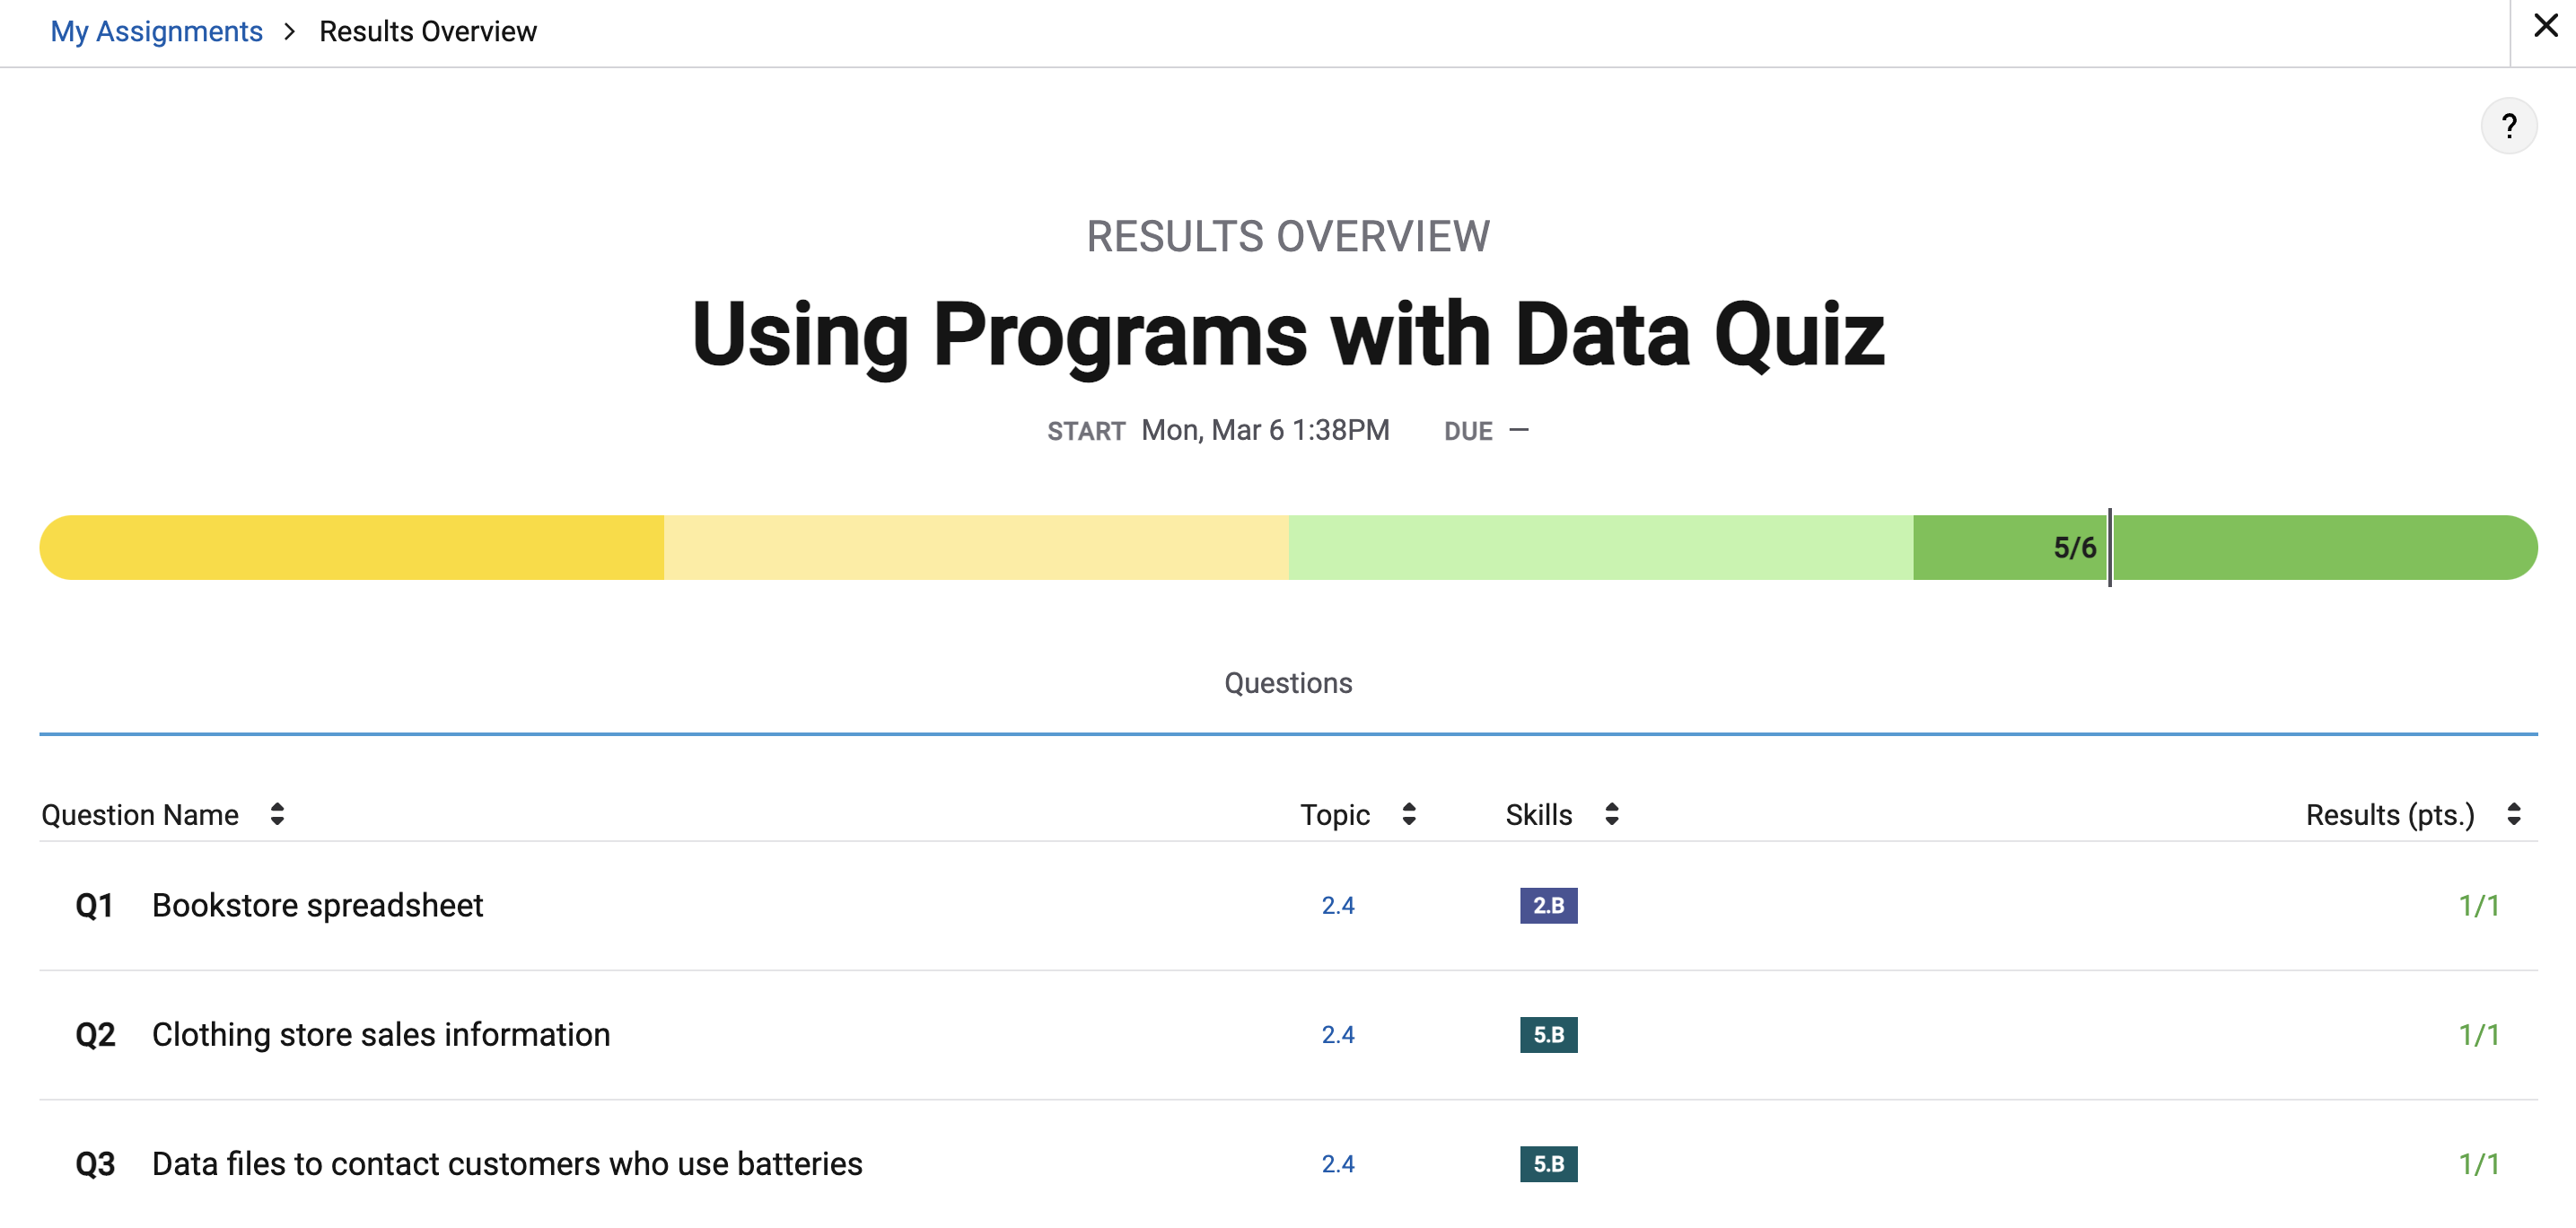 My Assignments > Results Overview
?
RESULTS OVERVIEW
Using Programs with Data Quiz
START Mon, Mar 6 1:38PM DUE —
5/6
Questions
Question Name Topic Skills Results (pts.)
Q1 Bookstore spreadsheet 2.4 2.B 1/1
Q2 Clothing store sales information 2.4 5.B 1/1
Q3 Data files to contact customers who use batteries 2.4 5.B 1/1